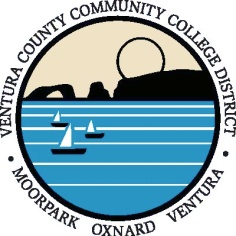 VENTURA COUNTY COMMUNITY COLLEGE DISTRICT
• MOORPARK OXNARD VENTURA •